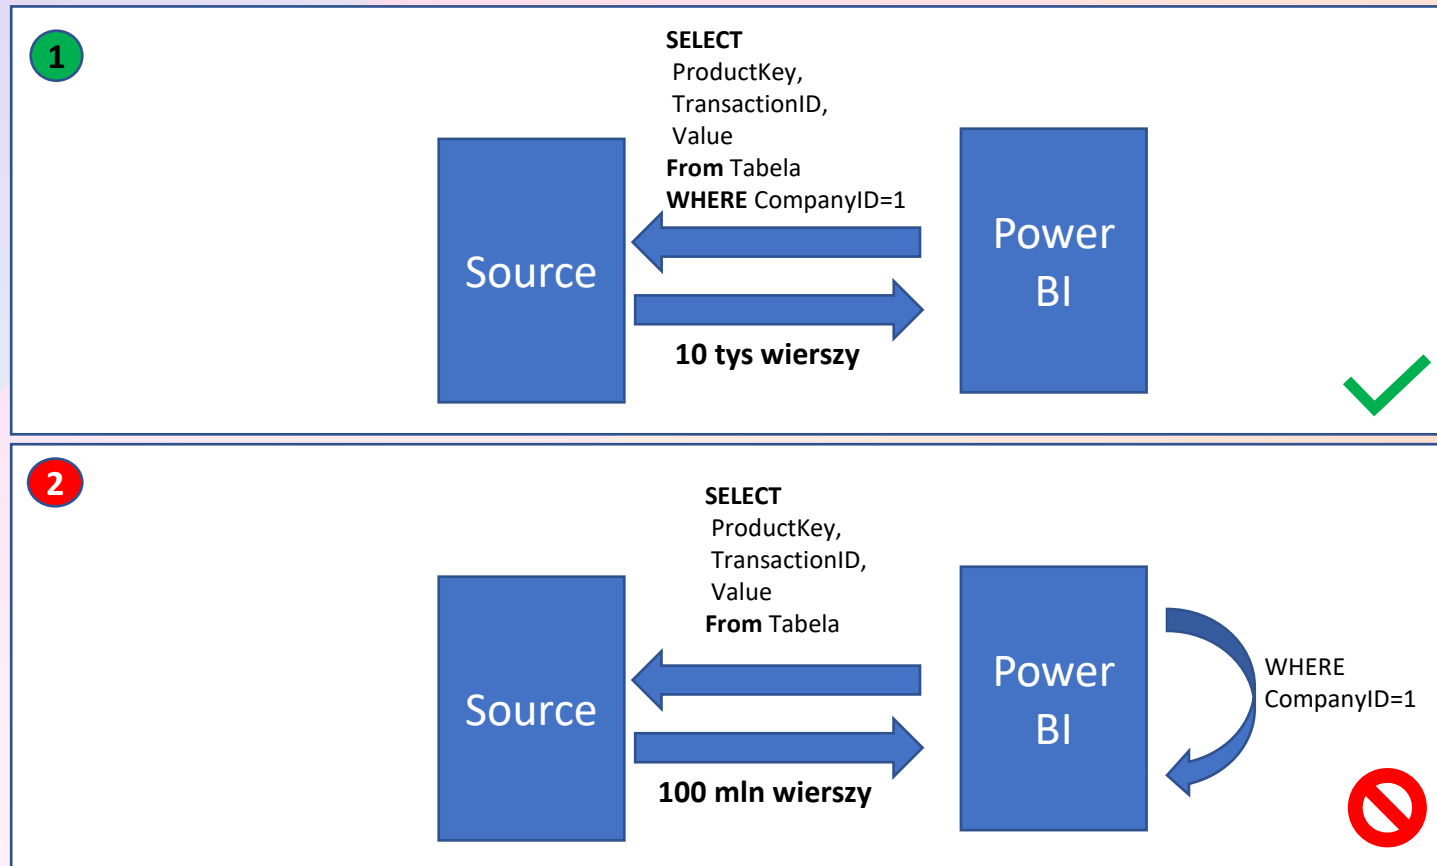 1
SELECT
ProductKey,
TransactionID,
Value
From Tabela
WHERE CompanyID=1
Source
Power
BI
10 tys wierszy
2
SELECT
ProductKey,
TransactionID,
Value
From Tabela
Source
Power
BI
WHERE
CompanyID=1
100 mln wierszy